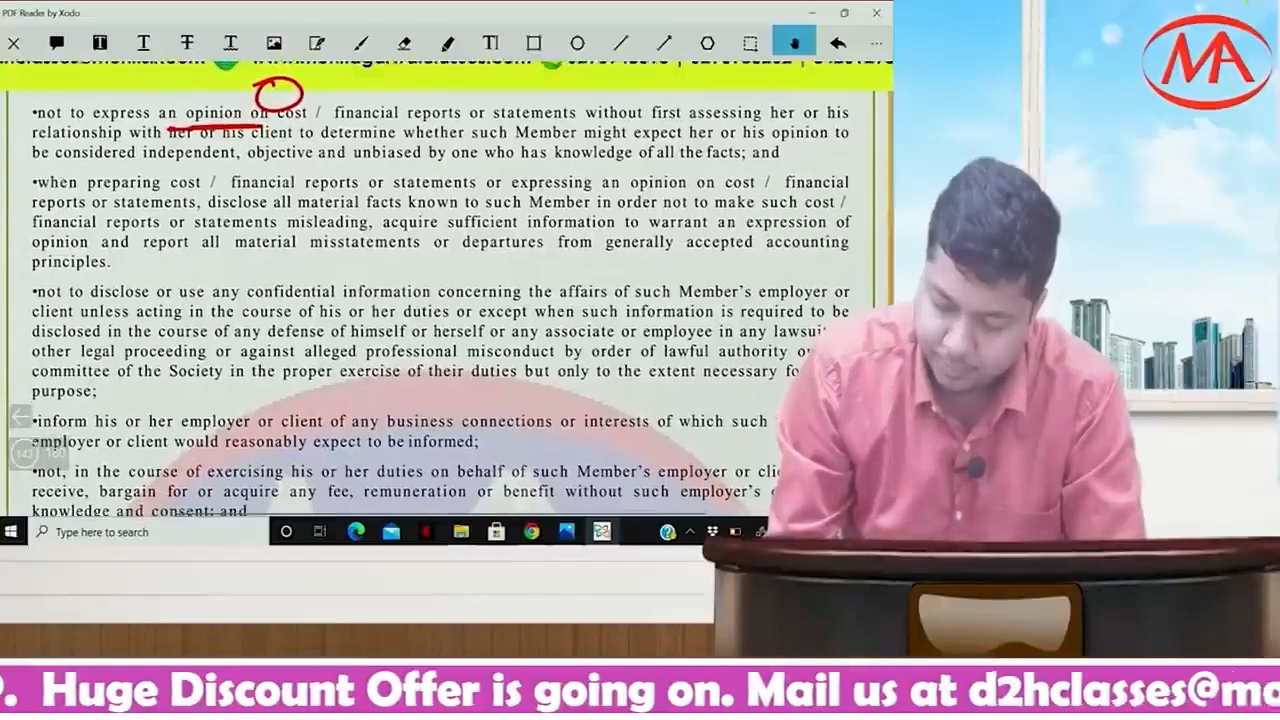 PDF Reader by Xodo
MA
•not to express an opinion on cost / financial reports or statements without first assessing her or his
relationship with her or his client to determine whether such Member might expect her or his opinion to
be considered independent, objective and unbiased by one who has knowledge of all the facts; and
•when preparing cost / financial reports or statements or expressing an opinion on cost / financial
reports or statements, disclose all material facts known to such Member in order not to make such cost /
financial reports or statements misleading, acquire sufficient information to warrant an expression of
opinion and report all material misstatements or departures from generally accepted accounting
principles.
•not to disclose or use any confidential information concerning the affairs of such Member's employer or
client unless acting in the course of his or her duties or except when such information is required to be
disclosed in the course of any defense of himself or herself or any associate or employee in any lawsui
other legal proceeding or against alleged professional misconduct by order of lawful authority o
committee of the Society in the proper exercise of their duties but only to the extent necessary fo
purpose;
•inform his or her employer or client of any business connections or interests of which such
employer or client would reasonably expect to be informed;
143 180
•not, in the course of exercising his or her duties on behalf of such Member's employer or cli
receive, bargain for or acquire any fee, remuneration or benefit without such employer's
knowledge and consent; and
Type here to search
Huge Discount Offer is going on. Mail us at d2hclasses@mo